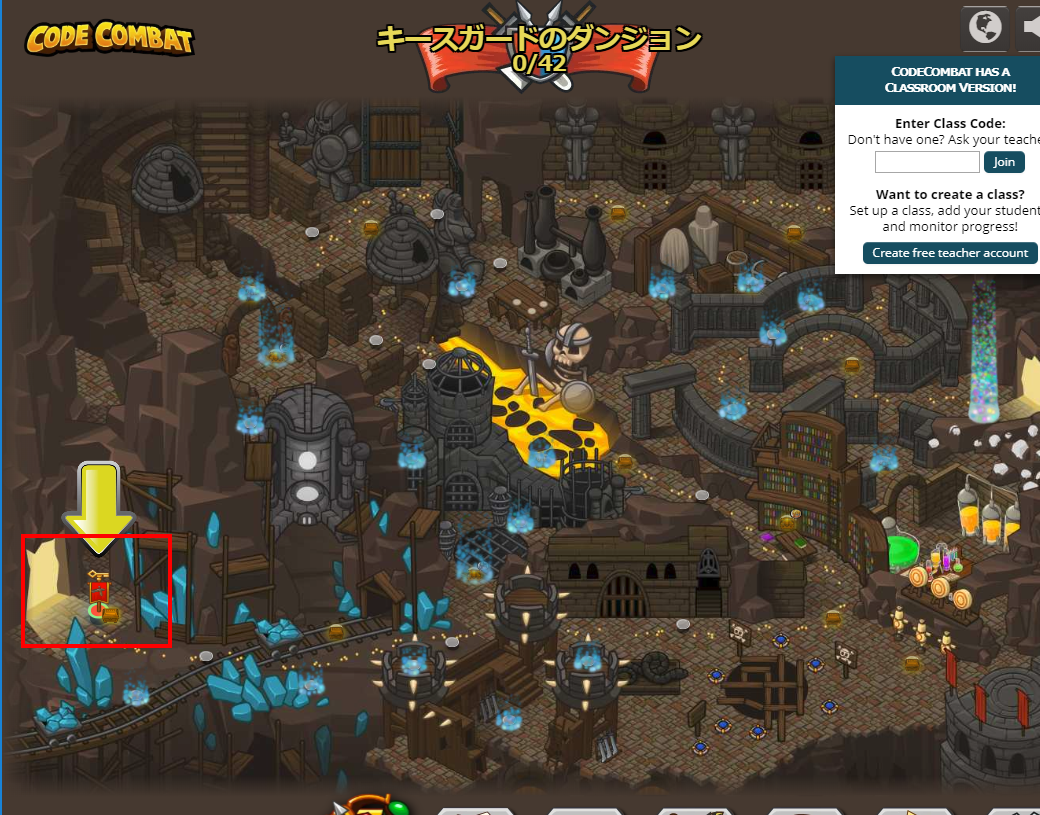 CODE COMBAT
キースガードのダンジョン
0/42
CODECOMBAT HAS A
CLASSROOM VERSION!
Enter Class Code:
Don't have one? Ask your teache
Join
Want to create a class?
Set up a class, add your student
and monitor progress!
Create free teacher account